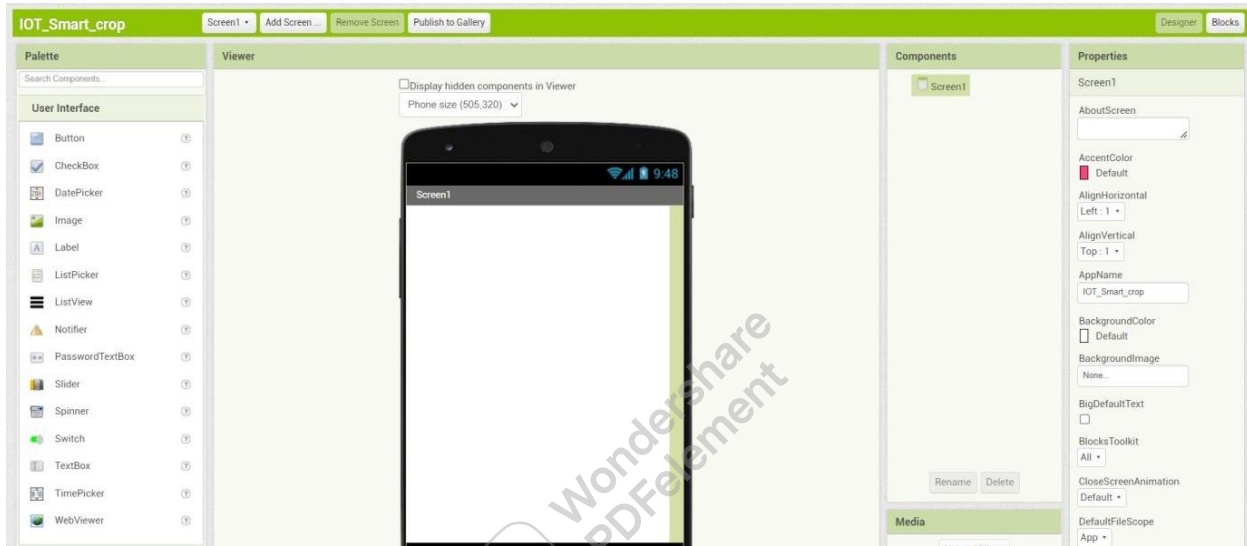 IOT_Smart_crop
Screen1
Add Screen ...
Remove Screen
Publish to Gallery
Designer
Blocks
Palette
Search Components...
User Interface
Button
CheckBox
DatePicker
Image
Label
ListPicker
ListView
Notifier
PasswordTextBox
Slider
Spinner
Switch
TextBox
TimePicker
WebViewer
Viewer
Display hidden components in Viewer
Phone size (505,320)
9:48
Screen1
Wondershare
PDFelement
Components
Screen1
Rename
Delete
Media
Properties
Screen1
AboutScreen
AccentColor
Default
AlignHorizontal
Left : 1
AlignVertical
Top : 1
AppName
IOT_Smart_crop
BackgroundColor
Default
BackgroundImage
None...
BigDefaultText
BlocksToolkit
All
CloseScreenAnimation
Default
DefaultFileScope
App